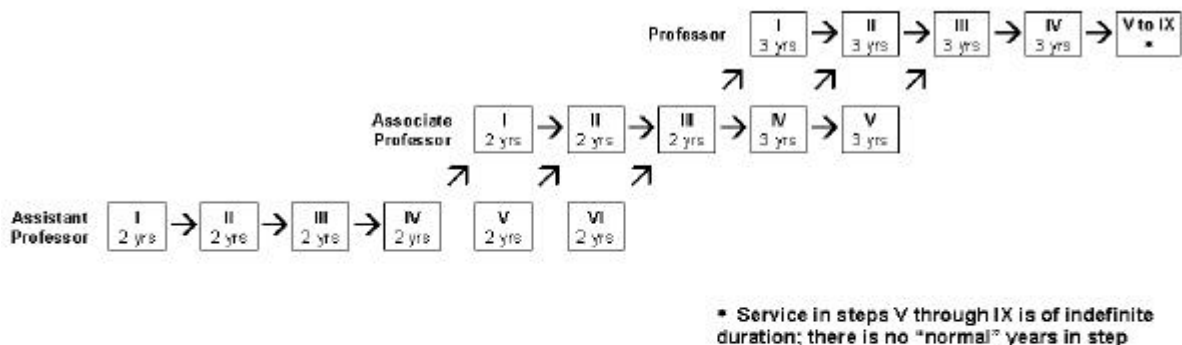 Professor I II III IV V to IX
3 yrs 3 yrs 3 yrs 3 yrs *
Associate I II III IV V
Professor 2 yrs 2 yrs 2 yrs 3 yrs 3 yrs
Assistant I II III IV V VI
Professor 2 yrs 2 yrs 2 yrs 2 yrs 2 yrs 2 yrs
* Service in steps V through IX is of indefinite
duration; there is no "normal" years in step